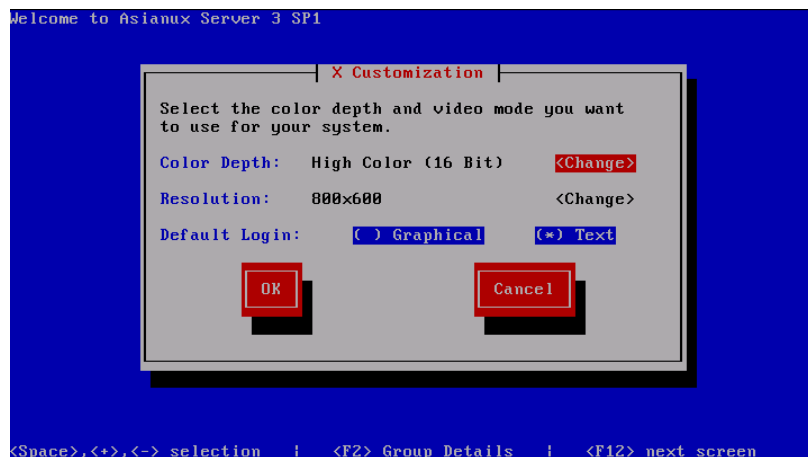 Welcome to Asianux Server 3 SP1
X Customization
Select the color depth and video mode you want
to use for your system.
Color Depth: High Color (16 Bit) <Change>
Resolution: 800x600 <Change>
Default Login: ( ) Graphical (*) Text
OK Cancel
<Space>,<+>,<-> selection | <F2> Group Details | <F12> next screen